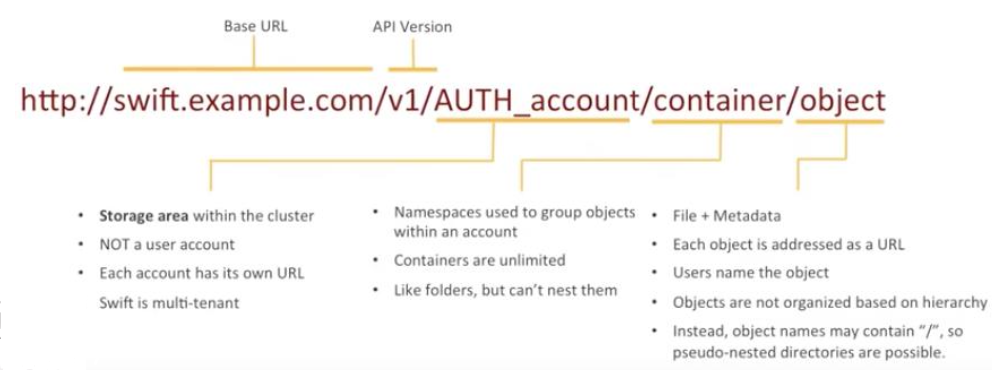 Base URL
API Version
http://swift.example.com/v1/AUTH_account/container/object
• Storage area within the cluster
• NOT a user account
• Each account has its own URL
Swift is multi-tenant
• Namespaces used to group objects
within an account
• Containers are unlimited
• Like folders, but can't nest them
• File + Metadata
• Each object is addressed as a URL
• Users name the object
• Objects are not organized based on hierarchy
• Instead, object names may contain "/", so
pseudo-nested directories are possible.